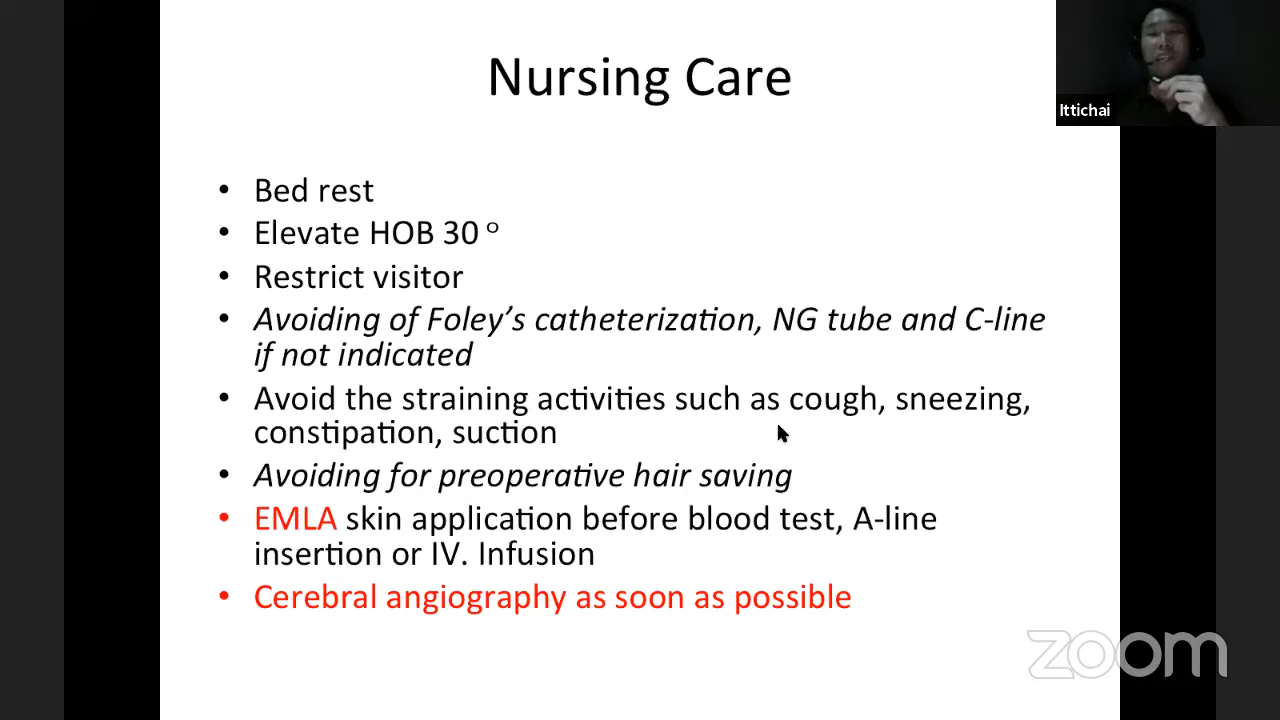 Nursing Care
Ittichai
• Bed rest
• Elevate HOB 30 °
• Restrict visitor
• Avoiding of Foley’s catheterization, NG tube and C-line
if not indicated
• Avoid the straining activities such as cough, sneezing,
constipation, suction
• Avoiding for preoperative hair saving
• EMLA skin application before blood test, A-line
insertion or IV. Infusion
• Cerebral angiography as soon as possible
zoom